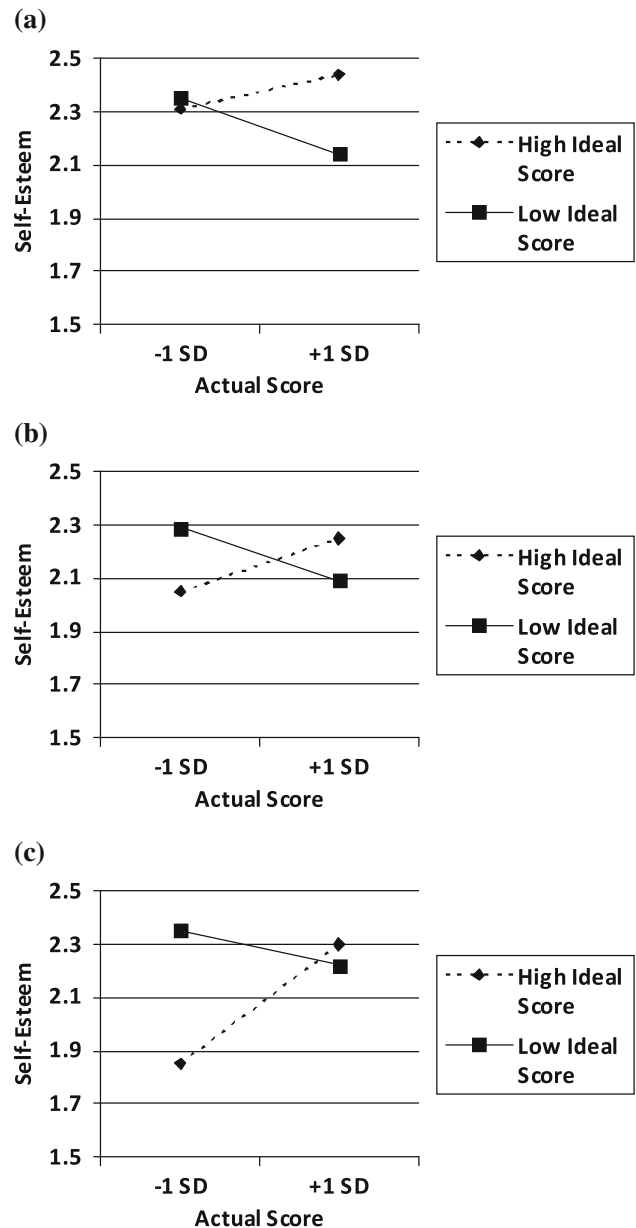 (a)
2.5
2.3
2.1
1.9
1.7
1.5
Self-Esteem
-1 SD +1 SD
Actual Score
High Ideal
Score
Low Ideal
Score
(b)
2.5
2.3
2.1
1.9
1.7
1.5
Self-Esteem
-1 SD +1 SD
Actual Score
High Ideal
Score
Low Ideal
Score
(c)
2.5
2.3
2.1
1.9
1.7
1.5
Self-Esteem
-1 SD +1 SD
Actual Score
High Ideal
Score
Low Ideal
Score